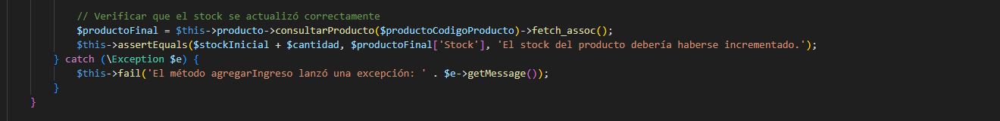 // Verificar que el stock se actualizó correctamente
$productoFinal = $this->producto->consultarProducto($productoCodigoProducto)->fetch_assoc();
$this->assertEquals($stockInicial + $cantidad, $productoFinal['Stock'], 'El stock del producto debería haberse incrementado.');
} catch (\Exception $e) {
$this->fail('El método agregarIngreso lanzó una excepción: ' . $e->getMessage());
}
}